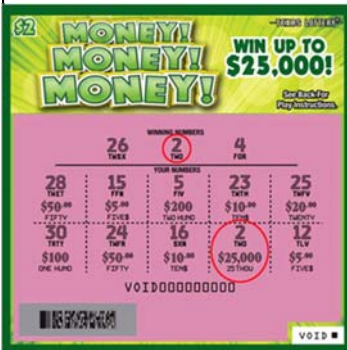 $2
TEXAS LOTTERY®
MONEY!
MONEY!
MONEY!
WIN UP TO
$25,000!
See Back For
Play Instructions.
WINNING NUMBERS
26 2 4
TWSX TWO FOR
YOUR NUMBERS
28 15 5 23 25
TWET FFN FIV TWTH TWFV
$50.00 $5.00 $200 $10.00 $20.00
FIFTY FIVE$ TWO HUND TEN$ TWENTY
30 24 16 2 12
TRTY TWFR SXN TWO TLV
$100 $50.00 $10.00 $25,000 $5.00
ONE HUND FIFTY TEN$ 25THOU FIVE$
VOID0000000000
VOID